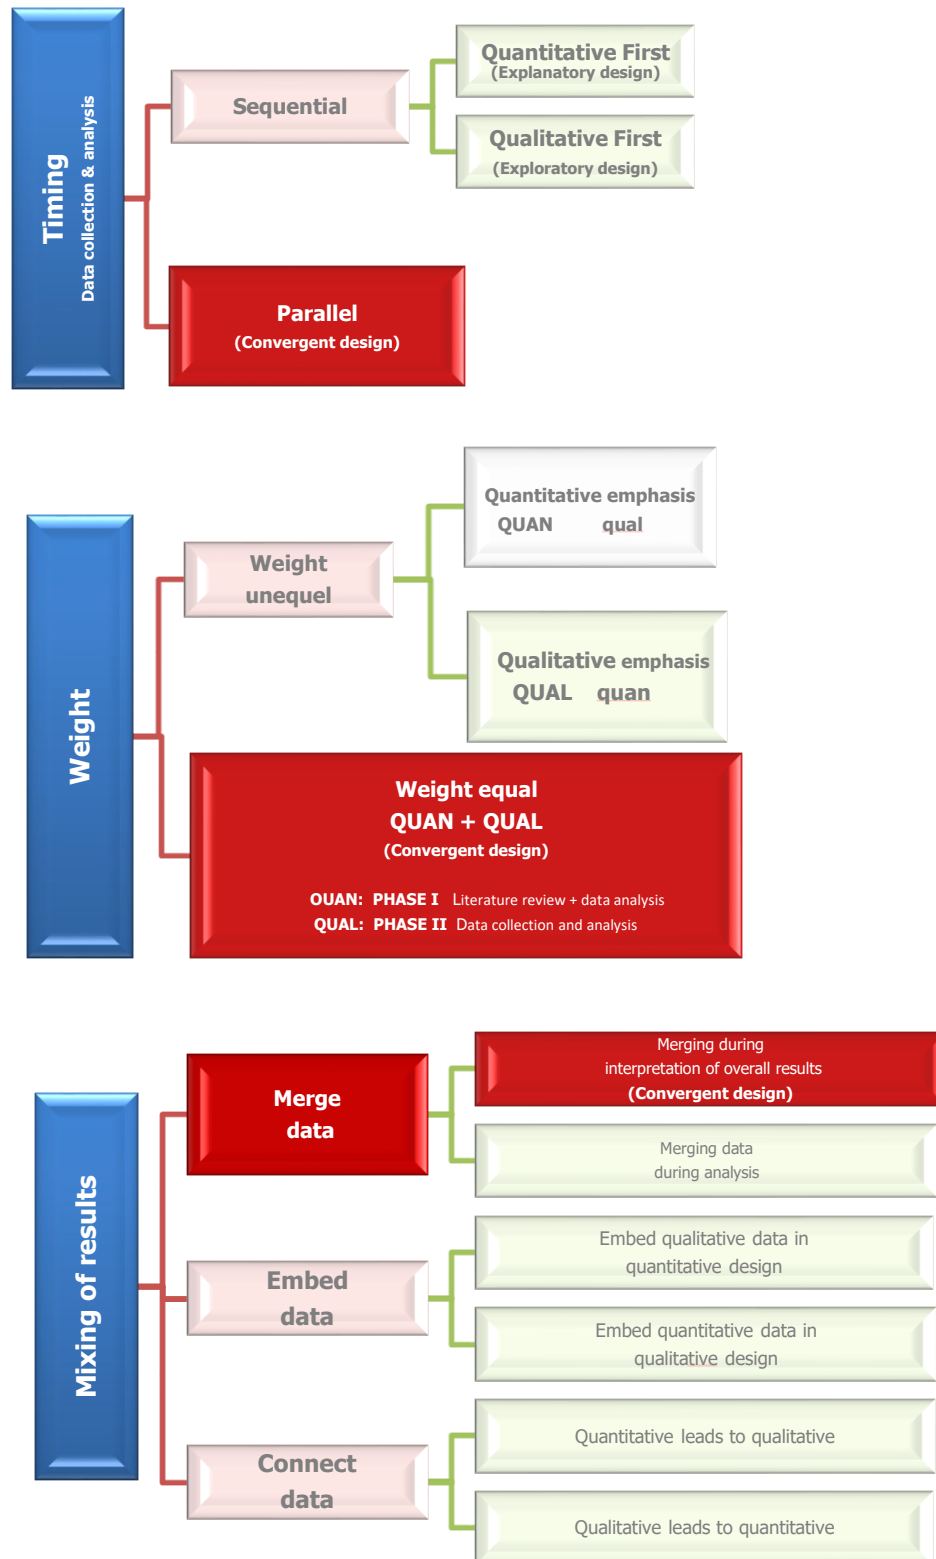 Timing
Data collection & analysis
Sequential
Quantitative First
(Explanatory design)
Qualitative First
(Exploratory design)
Parallel
(Convergent design)
Weight
Weight
unequel
Quantitative emphasis
QUAN qual
Qualitative emphasis
QUAL quan
Weight equal
QUAN + QUAL
(Convergent design)
OUAN: PHASE I Literature review + data analysis
QUAL: PHASE II Data collection and analysis
Mixing of results
Merge
data
Merging during
interpretation of overall results
(Convergent design)
Merging data
during analysis
Embed
data
Embed qualitative data in
quantitative design
Embed quantitative data in
qualitative design
Connect
data
Quantitative leads to qualitative
Qualitative leads to quantitative